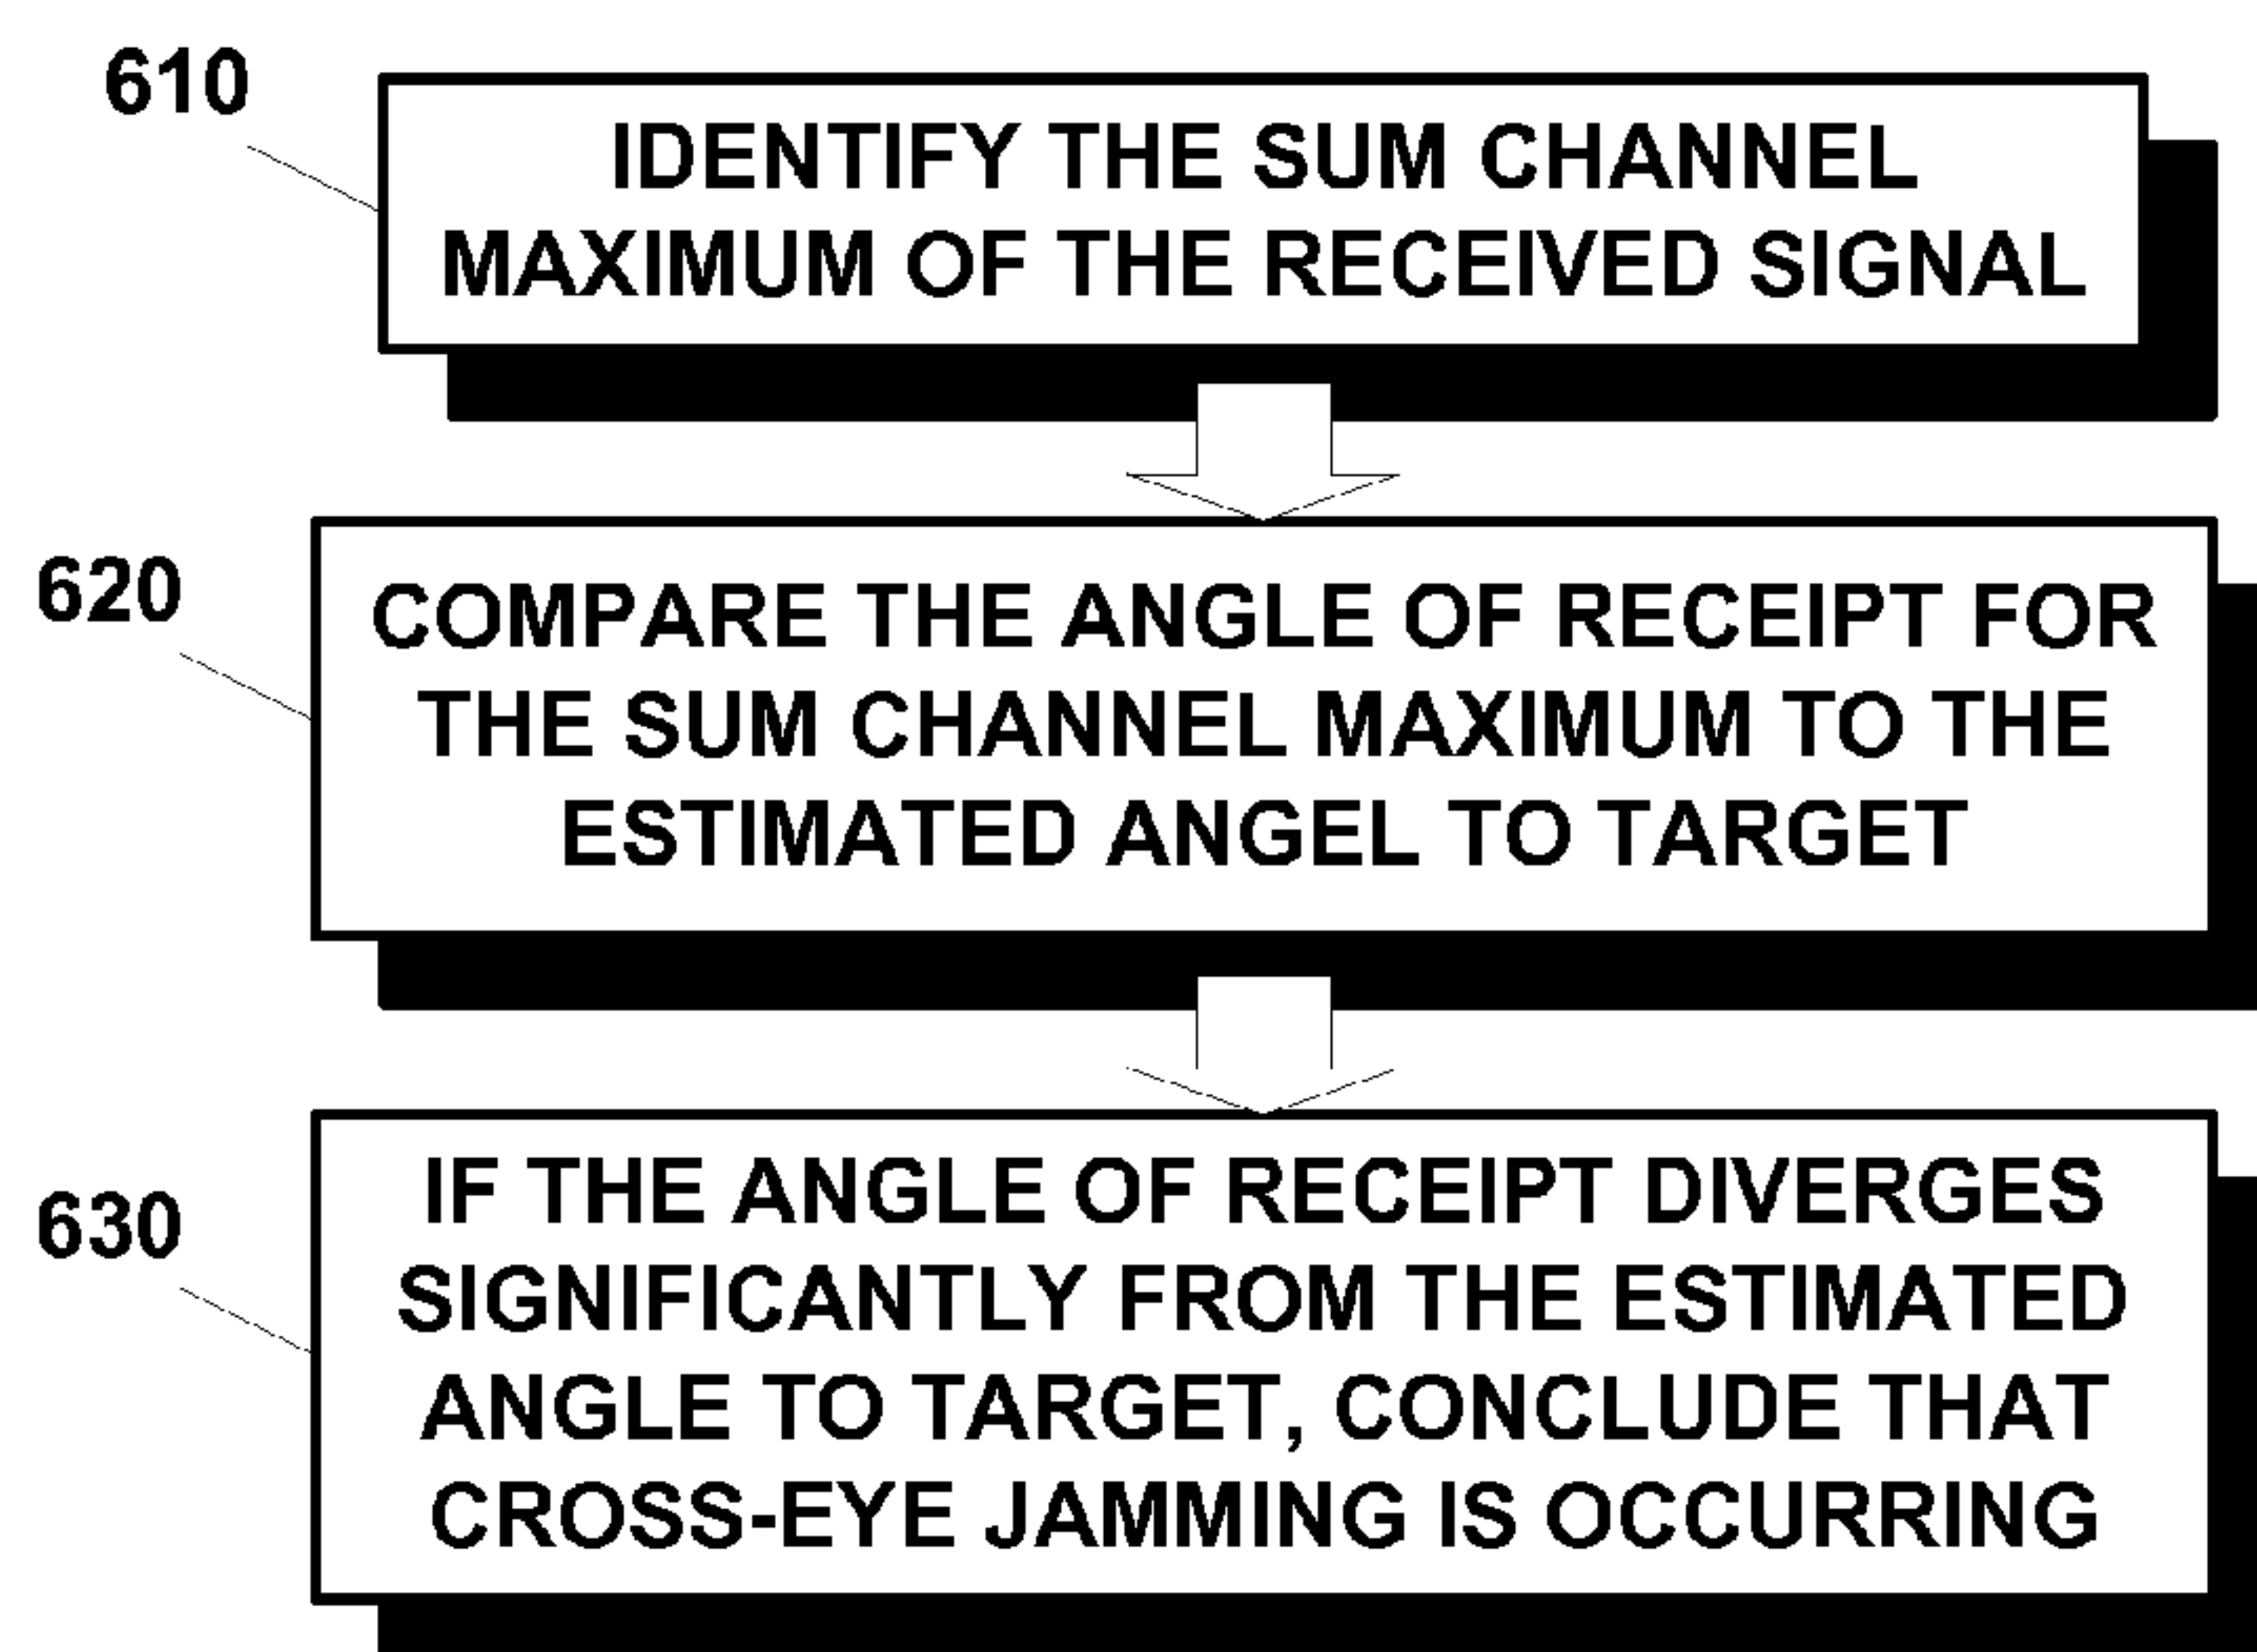 610
IDENTIFY THE SUM CHANNEL
MAXIMUM OF THE RECEIVED SIGNAL
620
COMPARE THE ANGLE OF RECEIPT FOR
THE SUM CHANNEL MAXIMUM TO THE
ESTIMATED ANGEL TO TARGET
630
IF THE ANGLE OF RECEIPT DIVERGES
SIGNIFICANTLY FROM THE ESTIMATED
ANGLE TO TARGET, CONCLUDE THAT
CROSS-EYE JAMMING IS OCCURRING